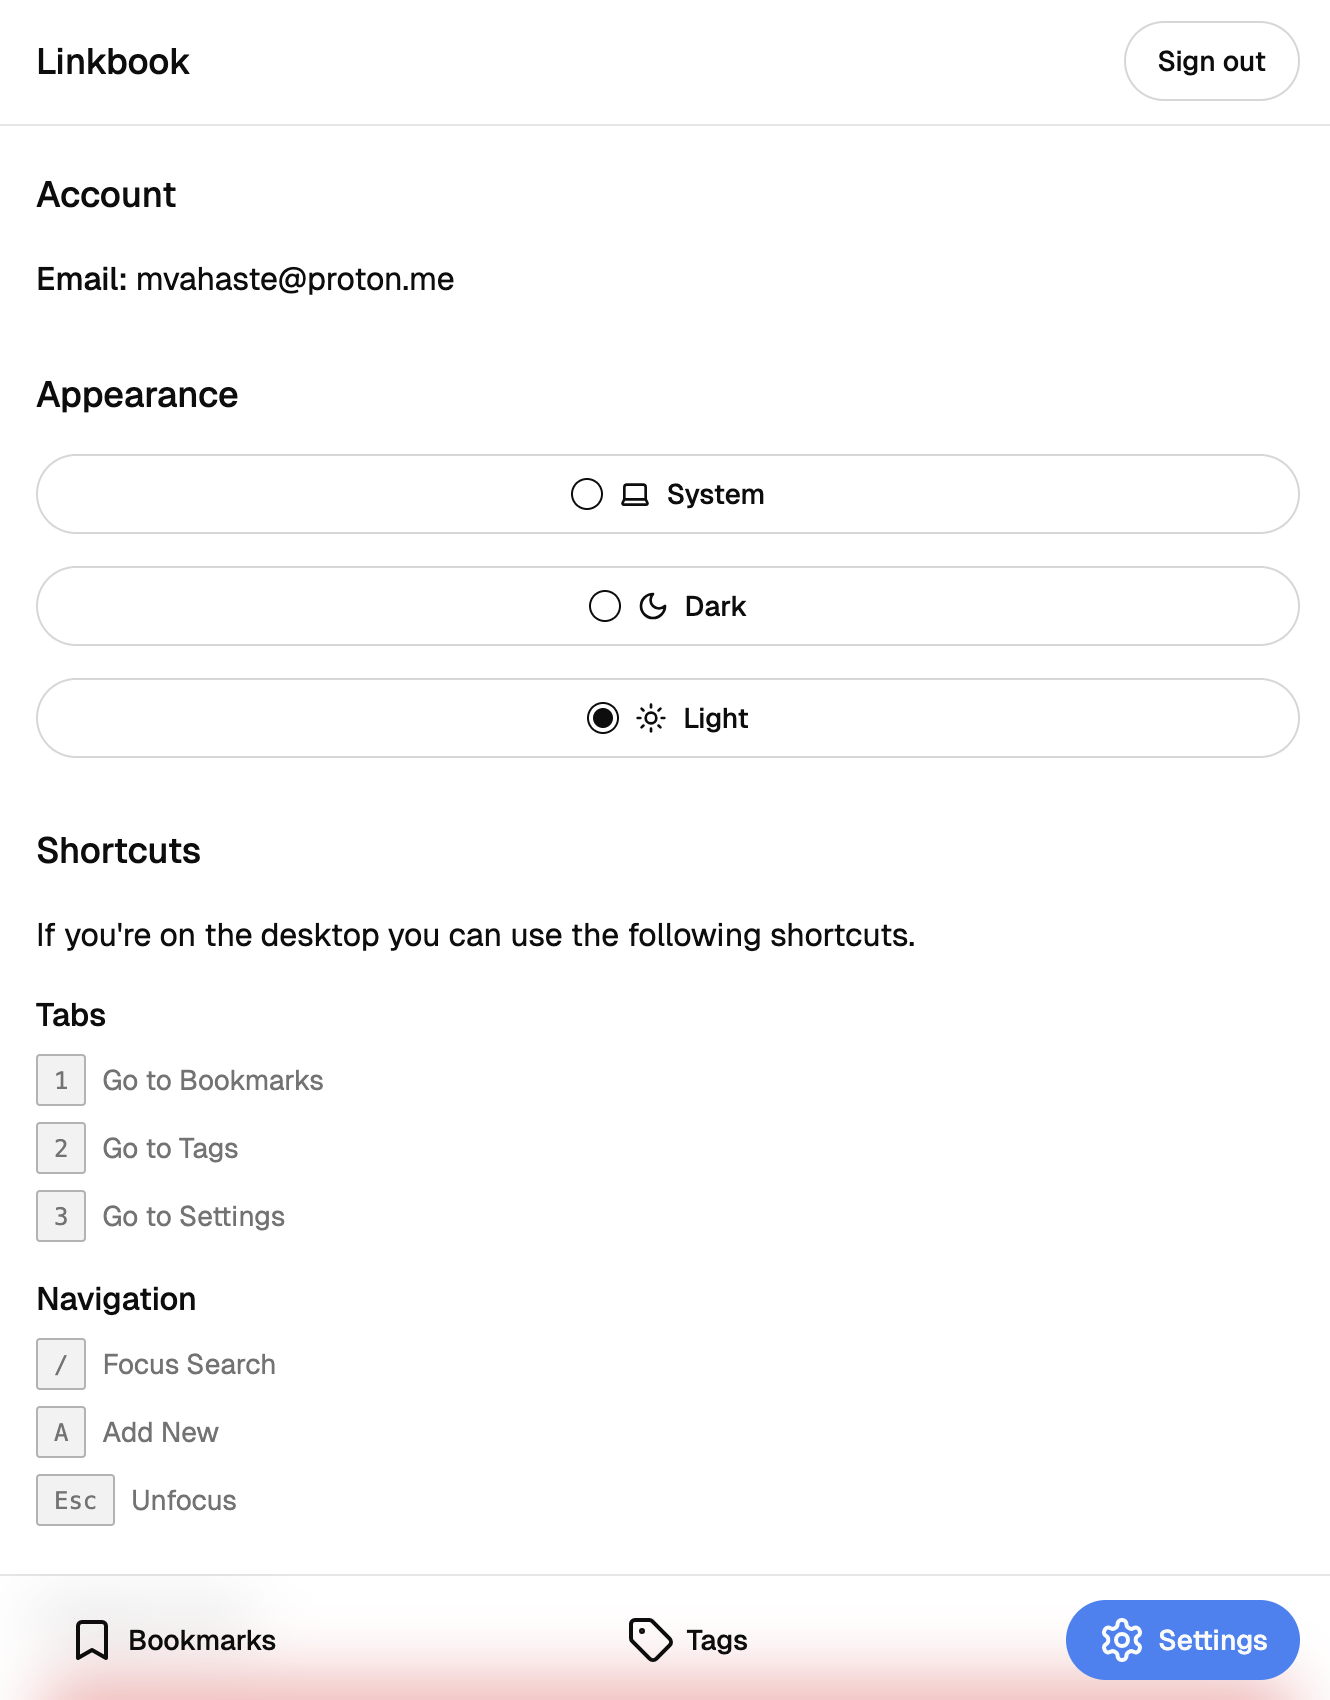 Linkbook
Sign out
Account
Email: mvahaste@proton.me
Appearance
System
Dark
Light
Shortcuts
If you're on the desktop you can use the following shortcuts.
Tabs
1 Go to Bookmarks
2 Go to Tags
3 Go to Settings
Navigation
/ Focus Search
A Add New
Esc Unfocus
Bookmarks
Tags
Settings